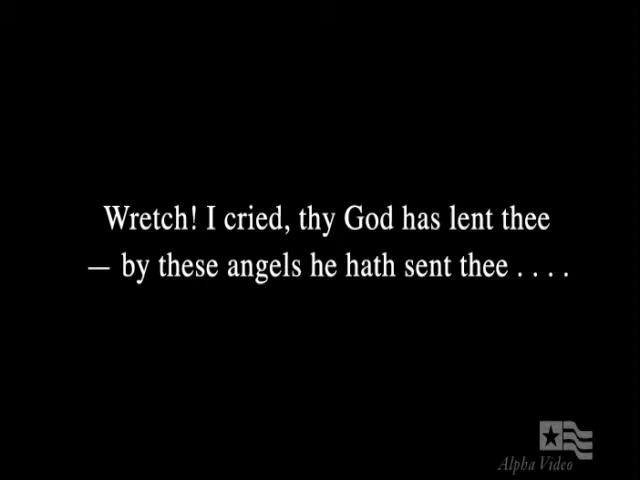 Wretch! I cried, thy God has lent thee
— by these angels he hath sent thee . . . .
Alpha Video